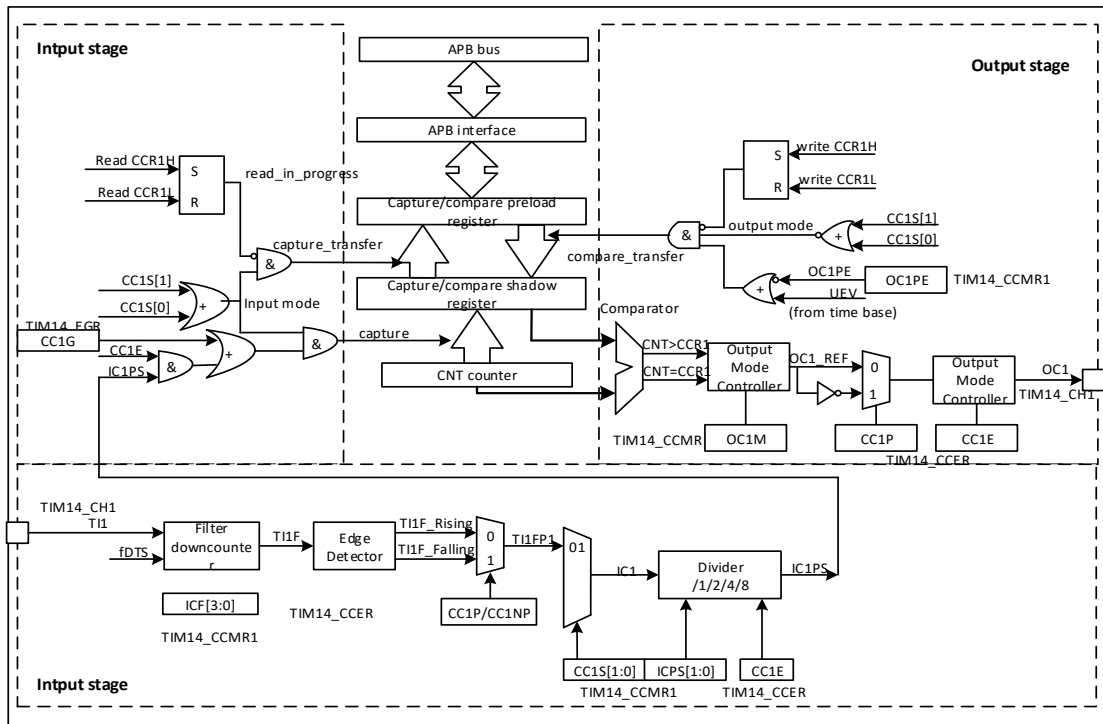 Intput stage
APB bus
Output stage
APB interface
Read CCR1H
S
Read CCR1L
R
read_in_progress
S
write CCR1H
R
write CCR1L
Capture/compare preload
register
capture_transfer
&
&
output mode
+
CC1S[1]
CC1S[0]
compare_transfer
CC1S[1]
CC1S[0]
+
Input mode
Capture/compare shadow
register
+
OC1PE
OC1PE
TIM14_CCMR1
UEV
(from time base)
TIM14_EGR
CC1G
CC1E
IC1PS
&
+
&
capture
CNT counter
Comparator
CNT>CCR1
CNT=CCR1
Output
Mode
Controller
OC1_REF
0
1
Output
Mode
Controller
OC1
TIM14_CH1
TIM14_CCMR
OC1M
CC1P
CC1E
TIM14_CCER
TIM14_CH1
TI1
fDTS
Filter
downcounte
r
TI1F
Edge
Detector
TI1F_Rising
TI1F_Falling
0
1
TI1FP1
01
IC1
Divider
/1/2/4/8
IC1PS
ICF[3:0]
TIM14_CCMR1
TIM14_CCER
CC1P/CC1NP
CC1S[1:0]
ICPS[1:0]
CC1E
TIM14_CCMR1
TIM14_CCER
Intput stage